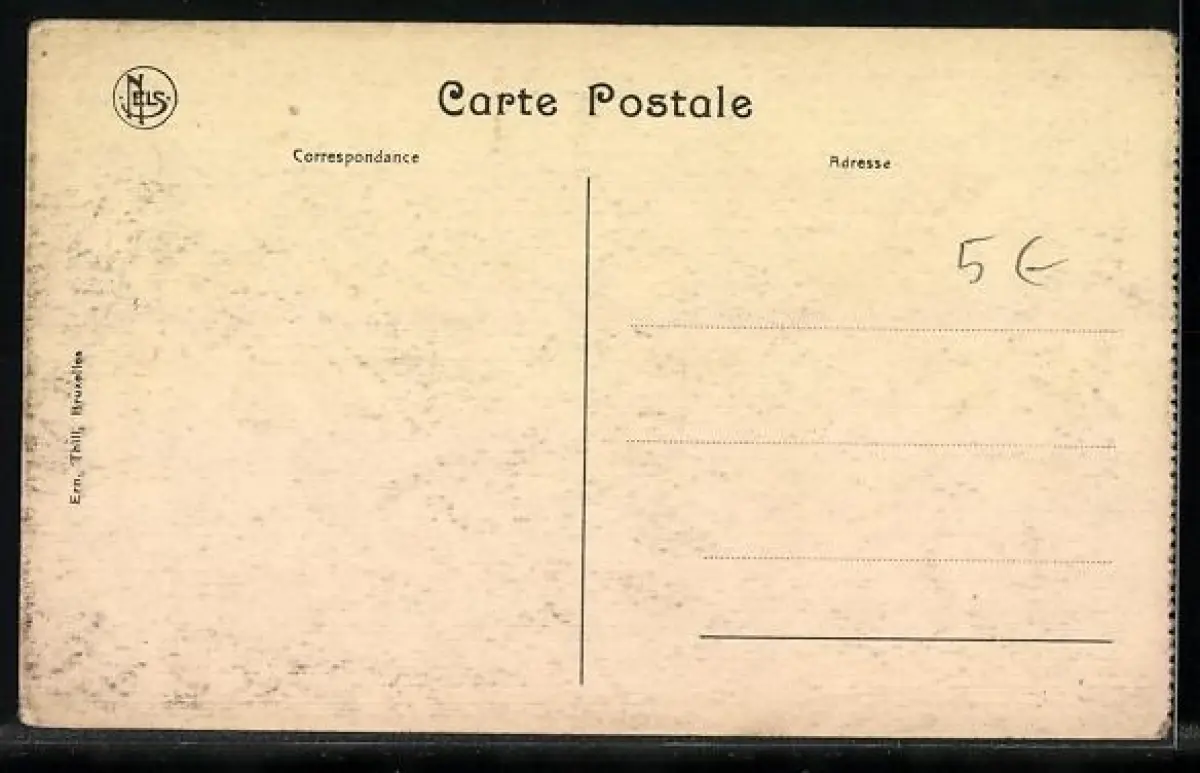 NELS
Carte Postale
Correspondance
Adresse
5 €
Ern. Thill, Bruxelles